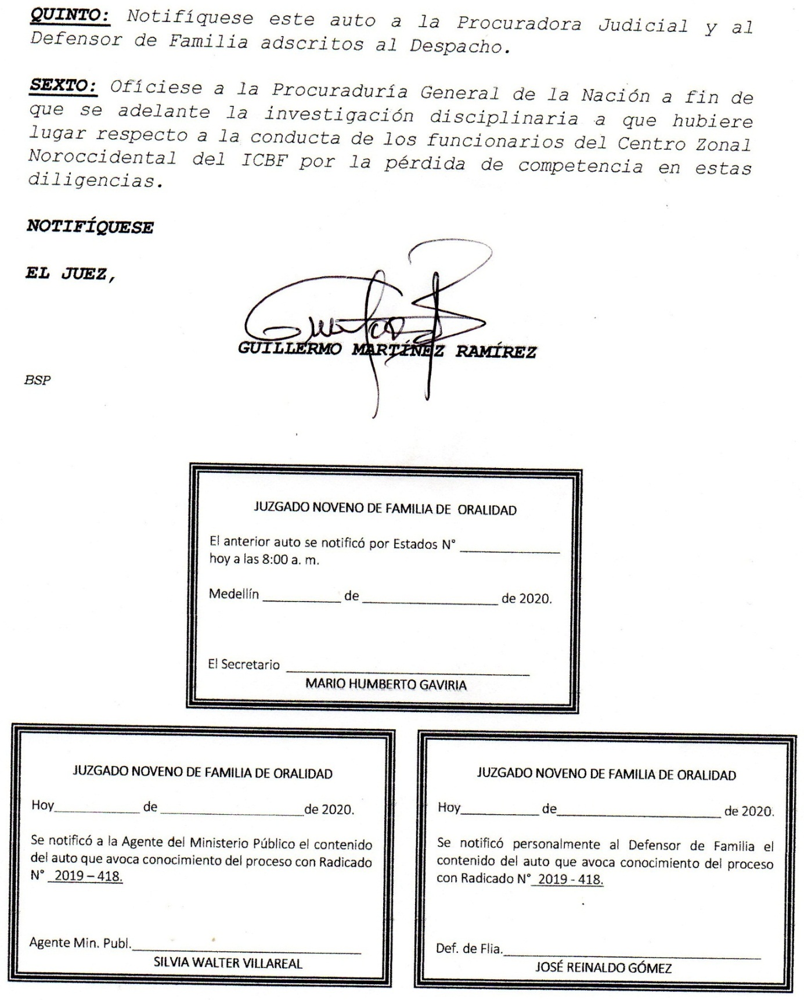 QUINTO: Notifíquese este auto a la Procuradora Judicial y al
Defensor de Familia adscritos al Despacho.
SEXTO: Ofíciese a la Procuraduría General de la Nación a fin de
que se adelante la investigación disciplinaria a que hubiere
lugar respecto a la conducta de los funcionarios del Centro Zonal
Noroccidental del ICBF por la pérdida de competencia en estas
diligencias.
NOTIFÍQUESE
EL JUEZ,
GUILLERMO MARTÍNEZ RAMÍREZ
BSP
JUZGADO NOVENO DE FAMILIA DE ORALIDAD
El anterior auto se notificó por Estados N° ____________
hoy a las 8:00 a. m.
Medellín __________ de _________________ de 2020.
El Secretario ______________________________
MARIO HUMBERTO GAVIRIA
JUZGADO NOVENO DE FAMILIA DE ORALIDAD
Hoy___________ de __________________de 2020.
Se notificó a la Agente del Ministerio Público el contenido
del auto que avoca conocimiento del proceso con Radicado
N° 2019 – 418.
Agente Min. Publ.____________________________
SILVIA WALTER VILLAREAL
JUZGADO NOVENO DE FAMILIA DE ORALIDAD
Hoy__________ de_____________________ de 2020.
Se notificó personalmente al Defensor de Familia el
contenido del auto que avoca conocimiento del proceso
con Radicado N° 2019 - 418.
Def. de Flia.________________________________
JOSÉ REINALDO GÓMEZ